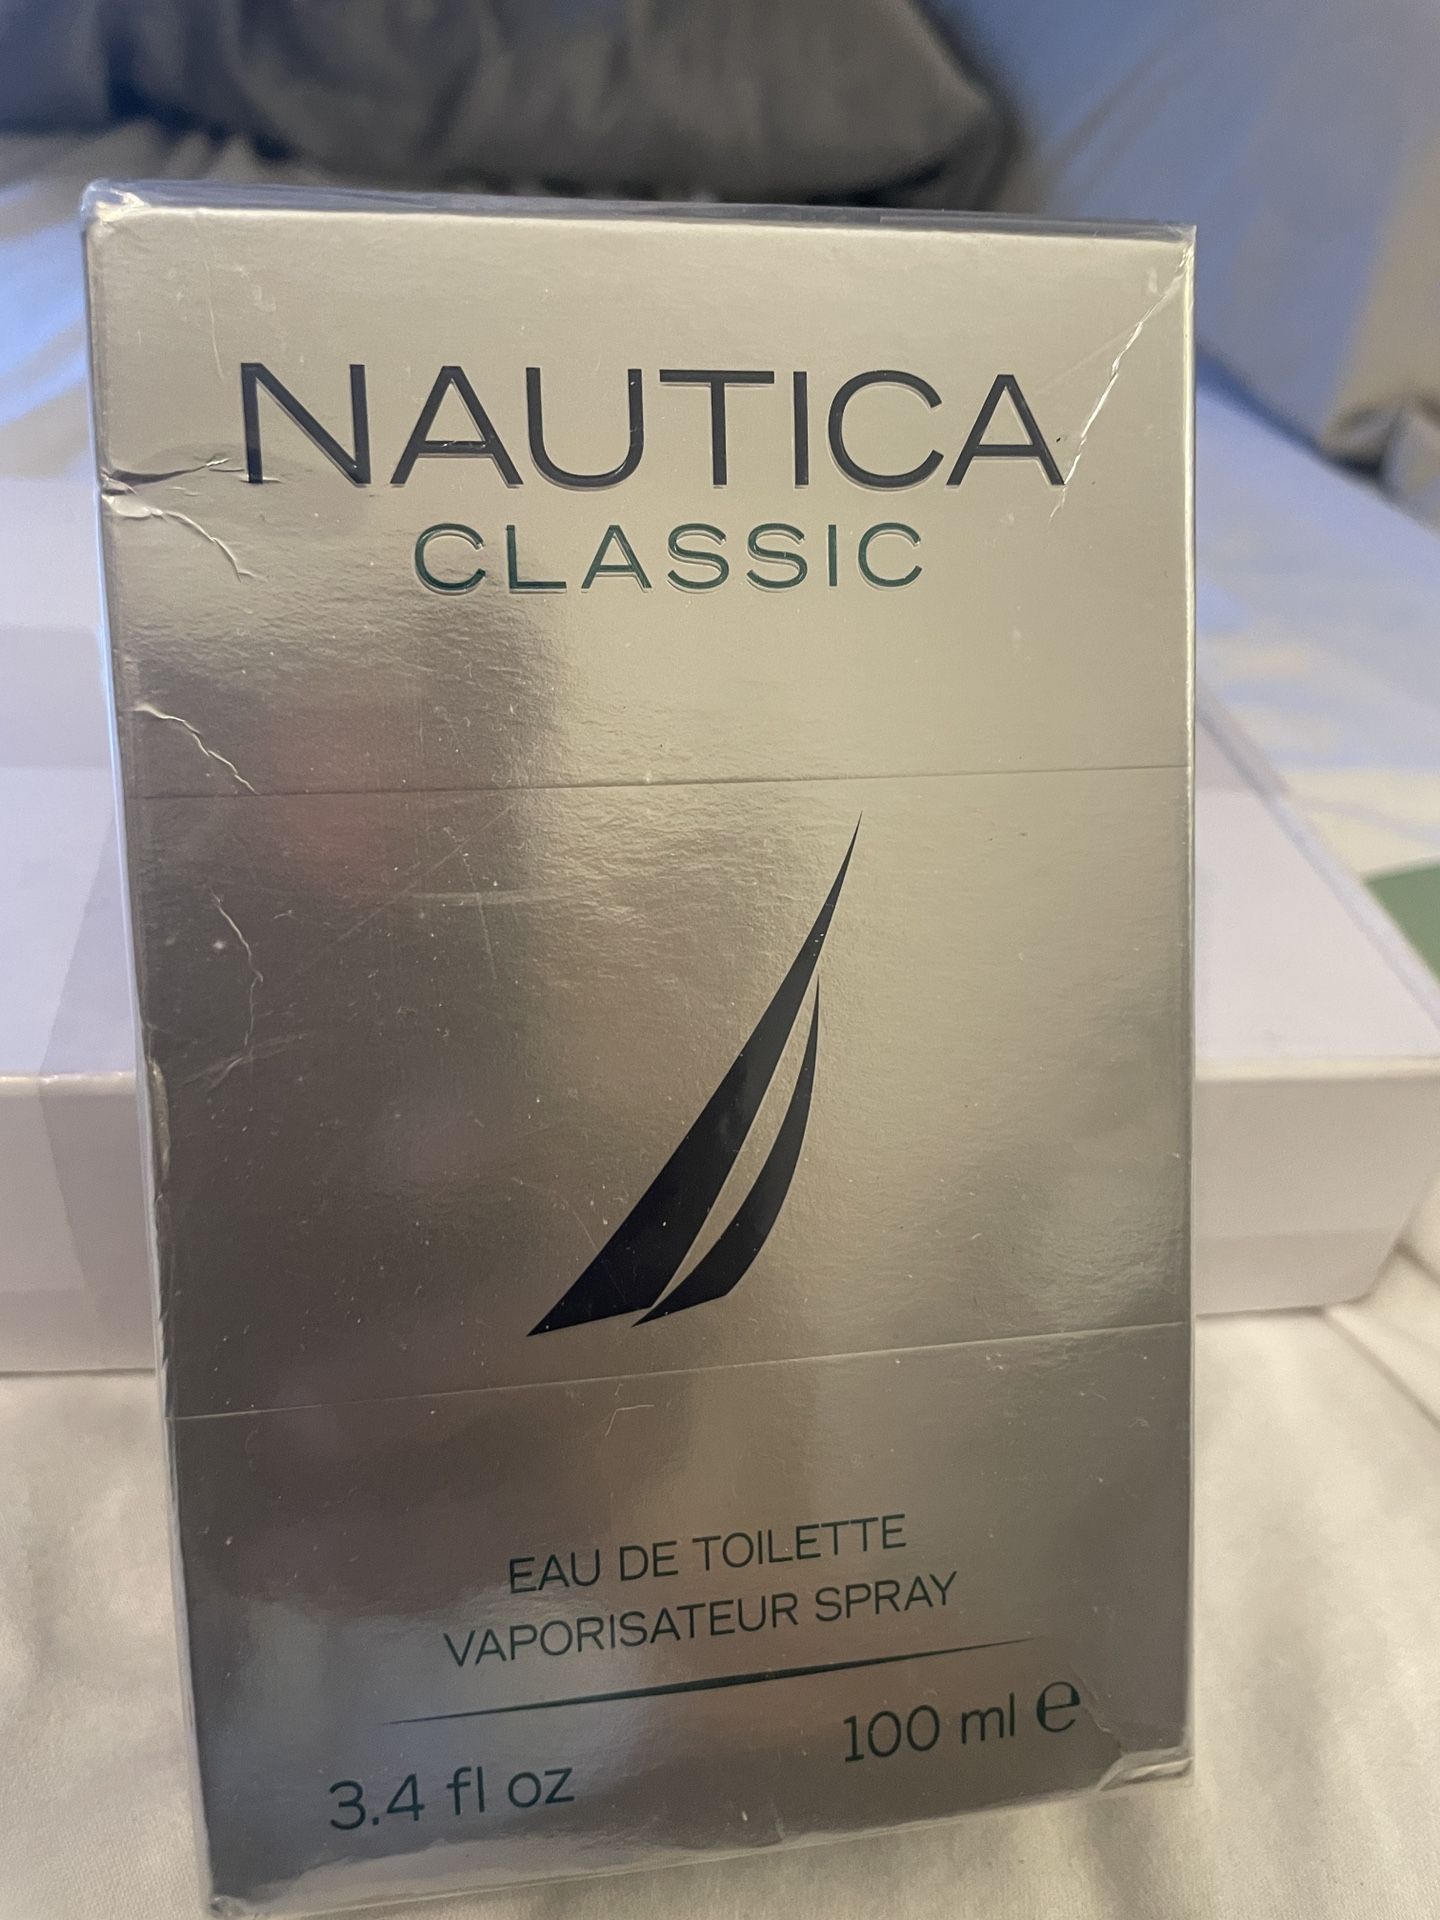 NAUTICA
CLASSIC
EAU DE TOILETTE
VAPORISATEUR SPRAY
3.4 fl oz 100 ml ℮